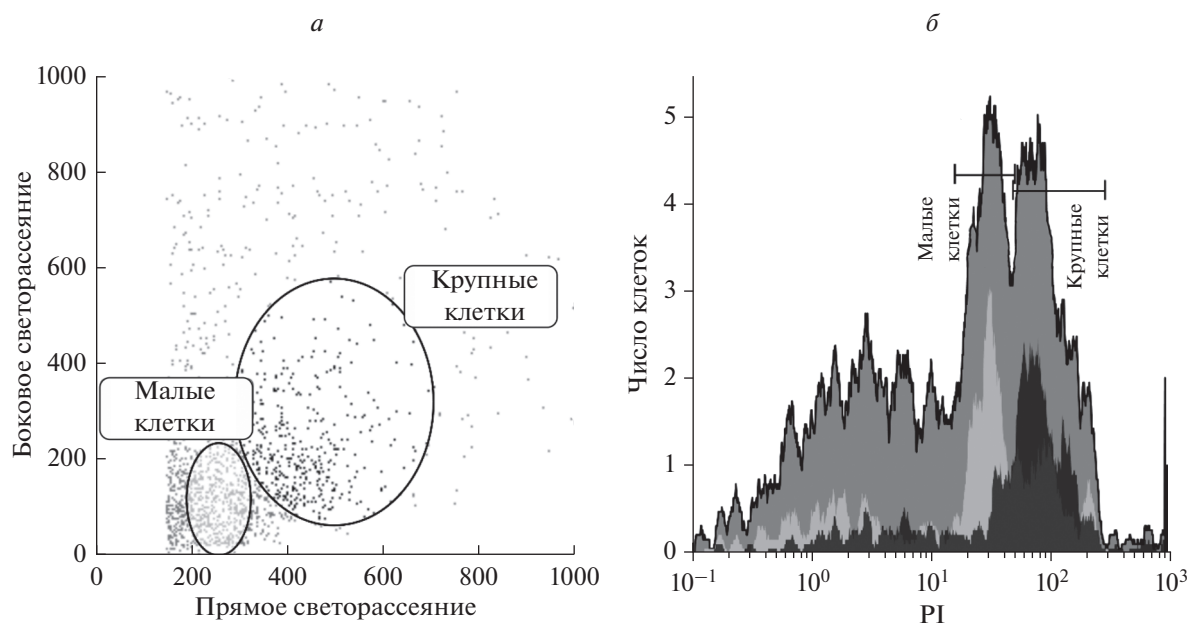 а
1000
800
600
400
200
0
0
200
400
600
800
1000
Боковое светорассеяние
Прямое светорассеяние
Крупные
клетки
Малые
клетки
б
5
4
3
2
1
0
10⁻¹
10⁰
10¹
10²
10³
Число клеток
PI
Малые
клетки
Крупные
клетки